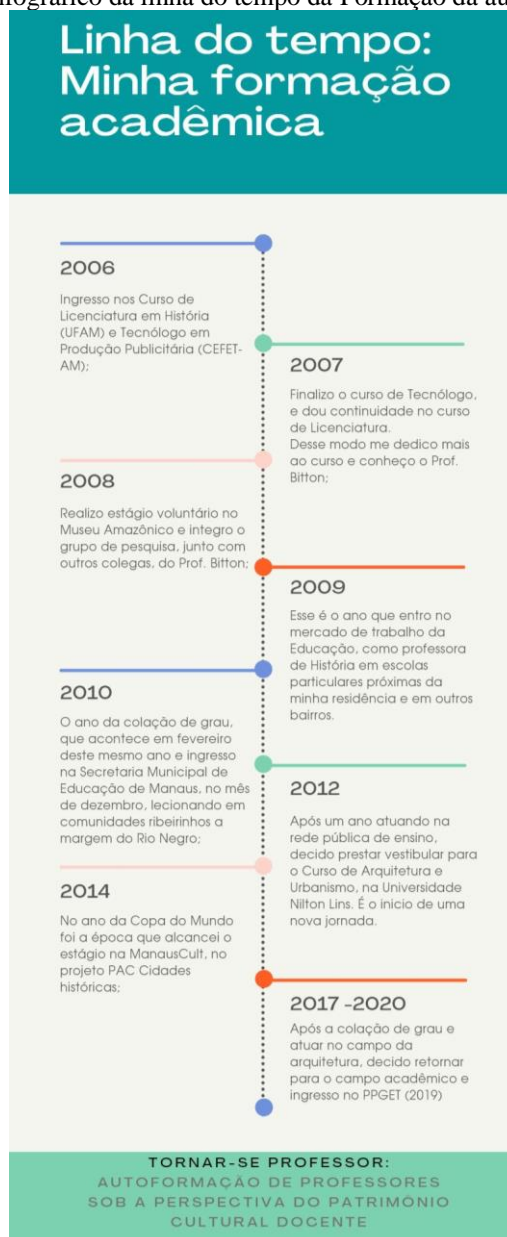 nográfico da linha do tempo da Formação da au
Linha do tempo:
Minha formação
acadêmica
2006
Ingresso nos Curso de
Licenciatura em História
(UFAM) e Tecnólogo em
Produção Publicitária (CEFET-
AM);
2007
Finalizo o curso de Tecnólogo,
e dou continuidade no curso
de Licenciatura.
Desse modo me dedico mais
ao curso e conheço o Prof.
Bitton;
2008
Realizo estágio voluntário no
Museu Amazônico e integro o
grupo de pesquisa, junto com
outros colegas, do Prof. Bitton;
2009
Esse é o ano que entro no
mercado de trabalho da
Educação, como professora
de História em escolas
particulares próximas da
minha residência e em outros
bairros.
2010
O ano da colação de grau,
que acontece em fevereiro
deste mesmo ano e ingresso
na Secretaria Municipal de
Educação de Manaus, no mês
de dezembro, lecionando em
comunidades ribeirinhos a
margem do Rio Negro;
2012
Após um ano atuando na
rede pública de ensino,
decido prestar vestibular para
o Curso de Arquitetura e
Urbanismo, na Universidade
Nilton Lins. É o inicio de uma
nova jornada.
2014
No ano da Copa do Mundo
foi a época que alcancei o
estágio na ManausCult, no
projeto PAC Cidades
históricas;
2017 -2020
Após a colação de grau e
atuar no campo da
arquitetura, decido retornar
para o campo acadêmico e
ingresso no PPGET (2019)
TORNAR-SE PROFESSOR:
AUTOFORMAÇÃO DE PROFESSORES
SOB A PERSPECTIVA DO PATRIMÔNIO
CULTURAL DOCENTE